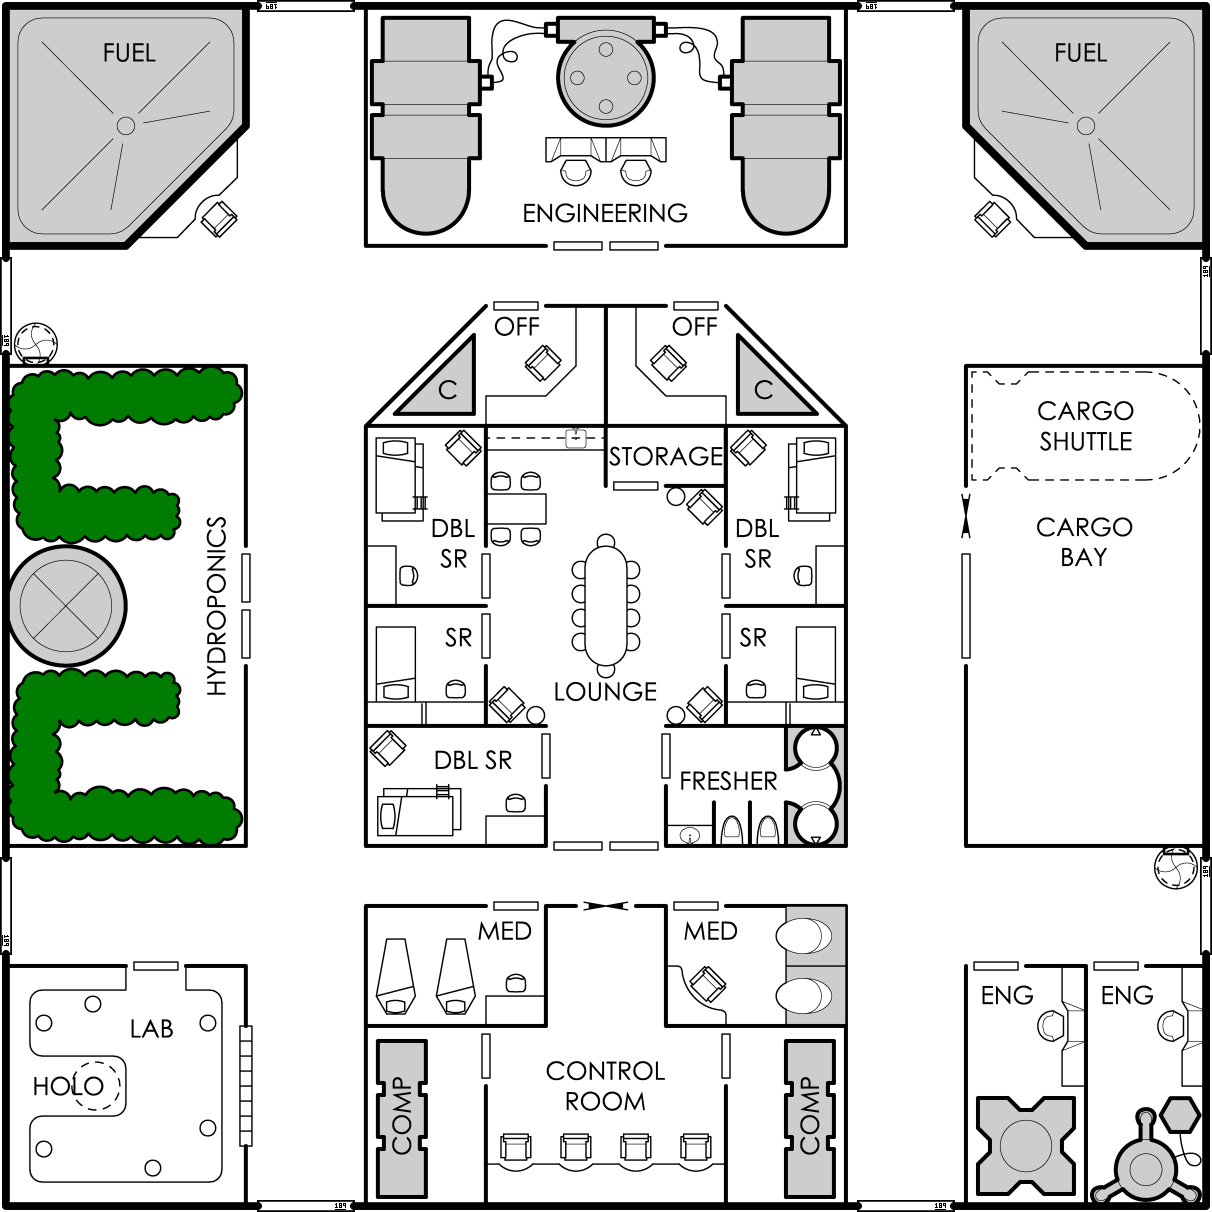 FUEL
FUEL
ENGINEERING
OFF
OFF
C
C
CARGO
SHUTTLE
STORAGE
CARGO
BAY
DBL
SR
DBL
SR
HYDROPONICS
SR
SR
LOUNGE
DBL SR
FRESHER
MED
MED
ENG
ENG
LAB
HOLO
CONTROL
ROOM
COMP
COMP